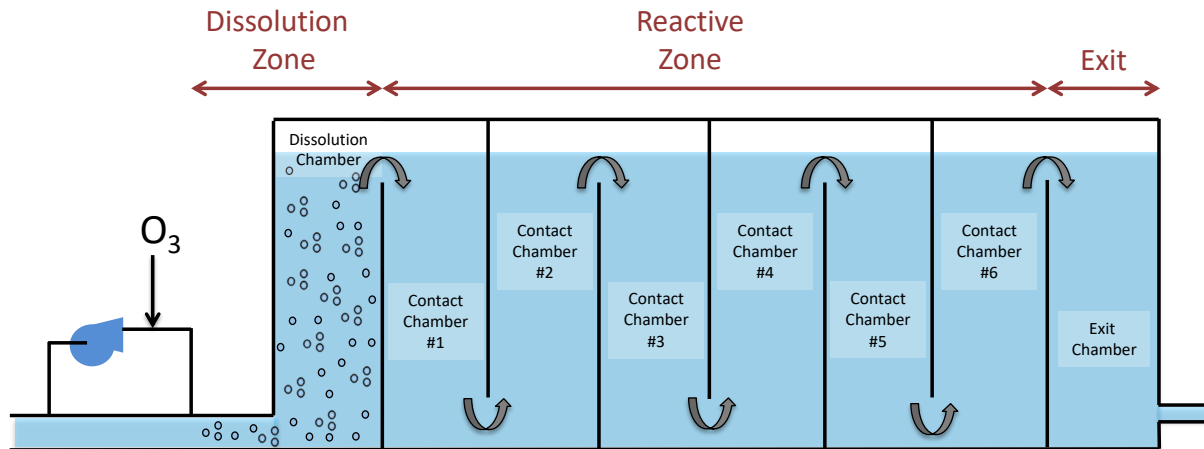 Dissolution
Zone
Reactive
Zone
Exit
Dissolution
Chamber
O₃
Contact
Chamber
#1
Contact
Chamber
#2
Contact
Chamber
#3
Contact
Chamber
#4
Contact
Chamber
#5
Contact
Chamber
#6
Exit
Chamber